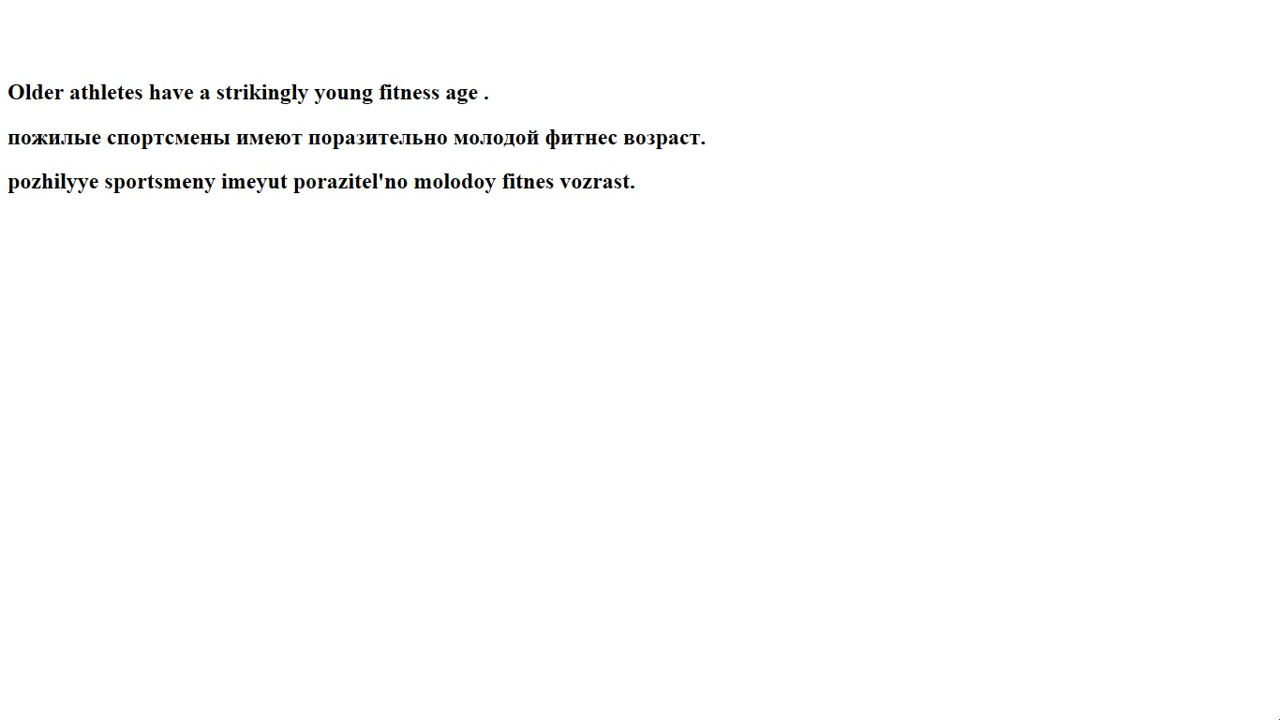 Older athletes have a strikingly young fitness age .
пожилые спортсмены имеют поразительно молодой фитнес возраст.
pozhilyye sportsmeny imeyut porazitel'no molodoy fitnes vozrast.